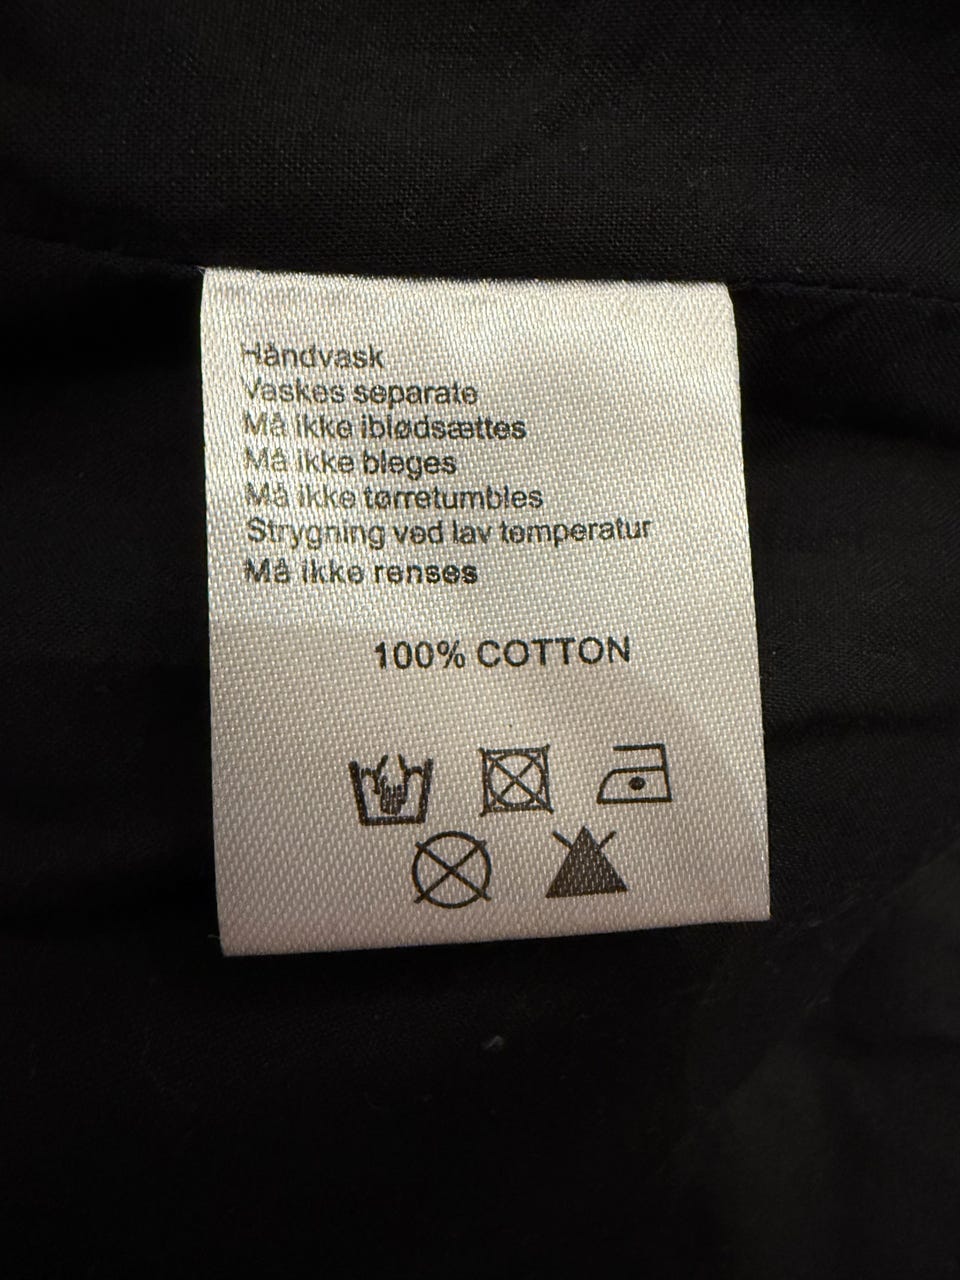 Håndvask
Vaskes separate
Må ikke iblødsættes
Må ikke bleges
Må ikke tørretumbles
Strygning ved lav temperatur
Må ikke renses
100% COTTON